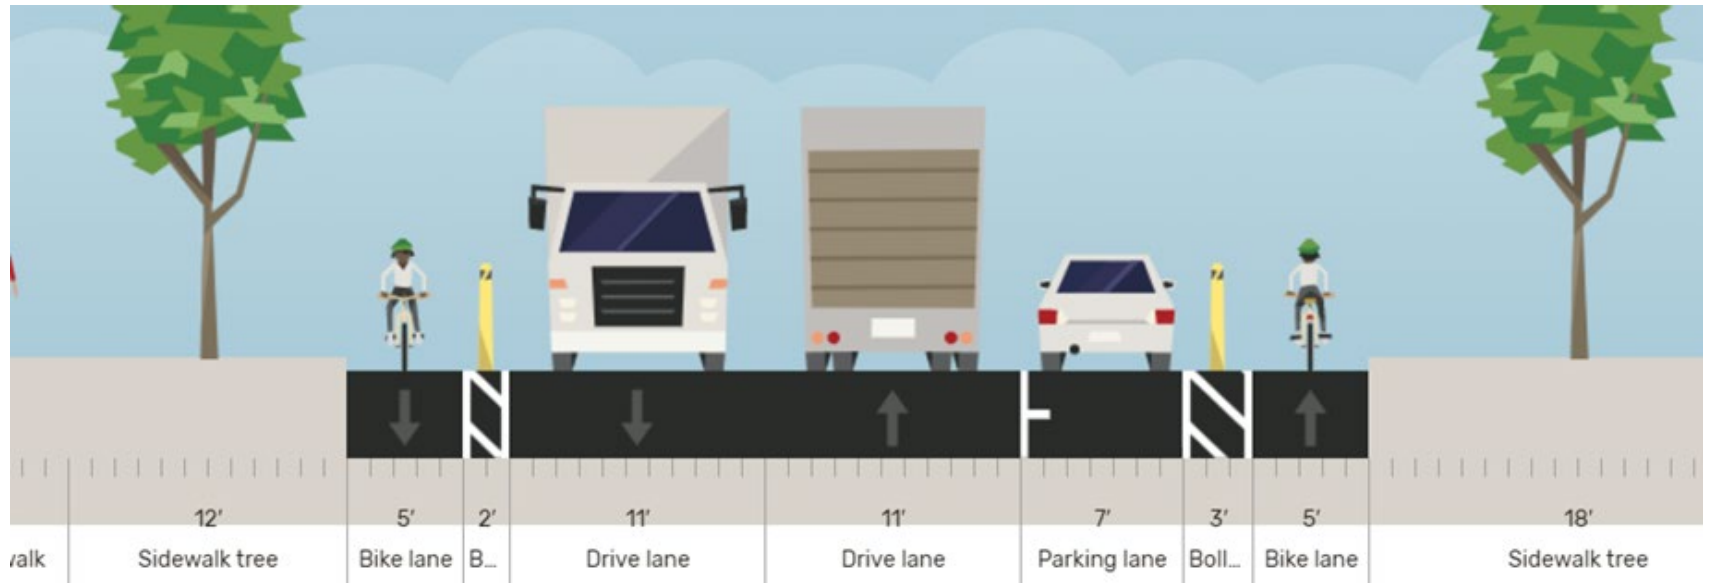 12′ 5′ 2′ 11′ 11′ 7′ 3′ 5′ 18′
walk Sidewalk tree Bike lane B... Drive lane Drive lane Parking lane Boll... Bike lane Sidewalk tree